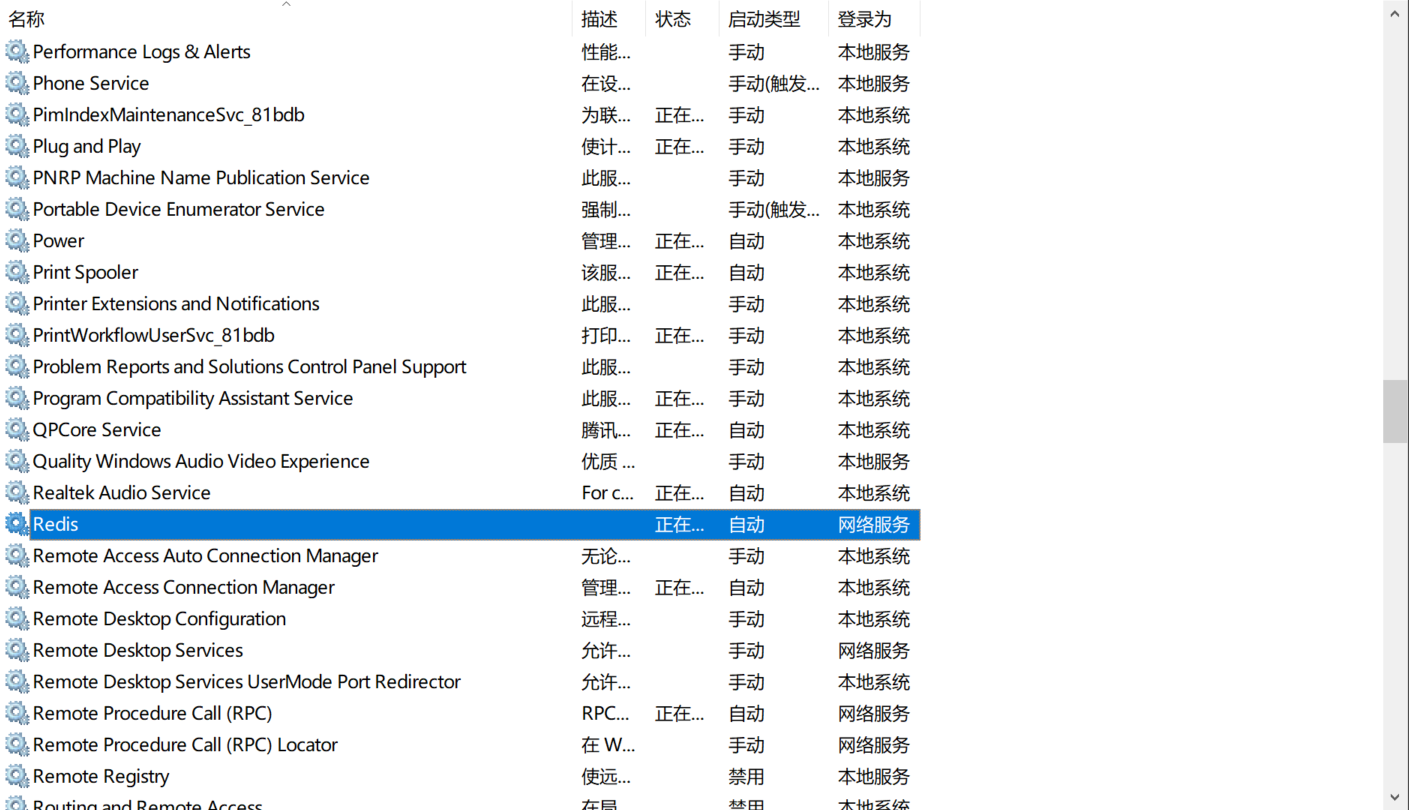 名称 描述 状态 启动类型 登录为
Performance Logs & Alerts 性能... 手动 本地服务
Phone Service 在设... 手动(触发... 本地服务
PimIndexMaintenanceSvc_81bdb 为联... 正在... 手动 本地系统
Plug and Play 使计... 正在... 手动 本地系统
PNRP Machine Name Publication Service 此服... 手动 本地服务
Portable Device Enumerator Service 强制... 手动(触发... 本地系统
Power 管理... 正在... 自动 本地系统
Print Spooler 该服... 正在... 自动 本地系统
Printer Extensions and Notifications 此服... 手动 本地系统
PrintWorkflowUserSvc_81bdb 打印... 正在... 手动 本地系统
Problem Reports and Solutions Control Panel Support 此服... 手动 本地系统
Program Compatibility Assistant Service 此服... 正在... 手动 本地系统
QPCore Service 腾讯... 正在... 自动 本地系统
Quality Windows Audio Video Experience 优质 ... 手动 本地服务
Realtek Audio Service For c... 正在... 自动 本地系统
Redis 正在... 自动 网络服务
Remote Access Auto Connection Manager 无论... 手动 本地系统
Remote Access Connection Manager 管理... 正在... 自动 本地系统
Remote Desktop Configuration 远程... 手动 本地系统
Remote Desktop Services 允许... 手动 网络服务
Remote Desktop Services UserMode Port Redirector 允许... 手动 本地系统
Remote Procedure Call (RPC) RPC... 正在... 自动 网络服务
Remote Procedure Call (RPC) Locator 在 W... 手动 网络服务
Remote Registry 使远... 禁用 本地服务
Routing and Remote Access 在局... 禁用 本地系统